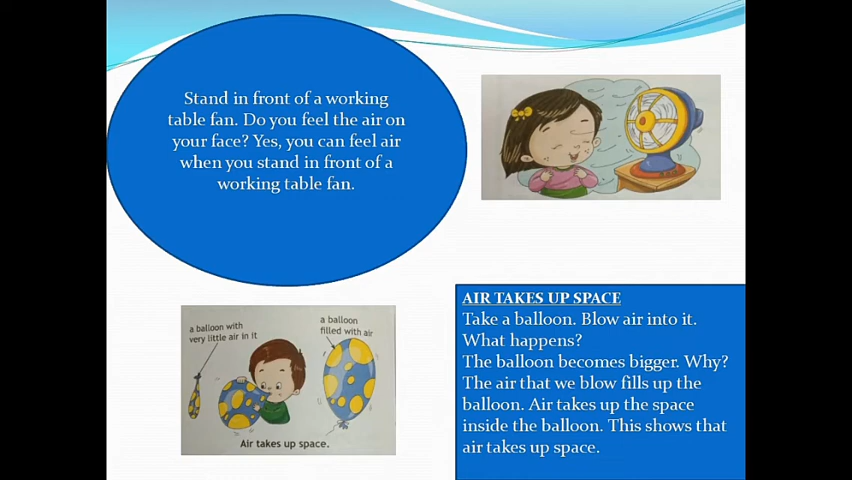 Stand in front of a working
table fan. Do you feel the air on
your face? Yes, you can feel air
when you stand in front of a
working table fan.
a balloon with
very little air in it
a balloon
filled with air
Air takes up space.
AIR TAKES UP SPACE
Take a balloon. Blow air into it.
What happens?
The balloon becomes bigger. Why?
The air that we blow fills up the
balloon. Air takes up the space
inside the balloon. This shows that
air takes up space.